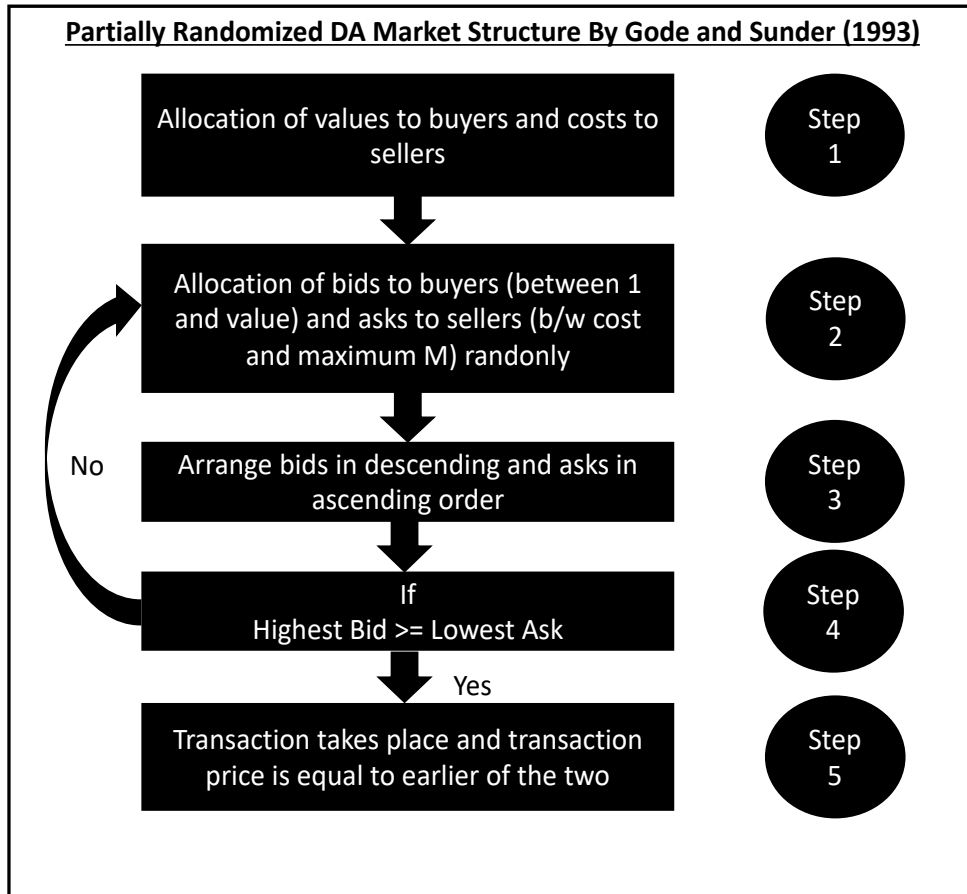 Partially Randomized DA Market Structure By Gode and Sunder (1993)
Allocation of values to buyers and costs to
sellers
Step
1
Allocation of bids to buyers (between 1
and value) and asks to sellers (b/w cost
and maximum M) randonly
Step
2
No
Arrange bids in descending and asks in
ascending order
Step
3
If
Highest Bid >= Lowest Ask
Step
4
Yes
Transaction takes place and transaction
price is equal to earlier of the two
Step
5